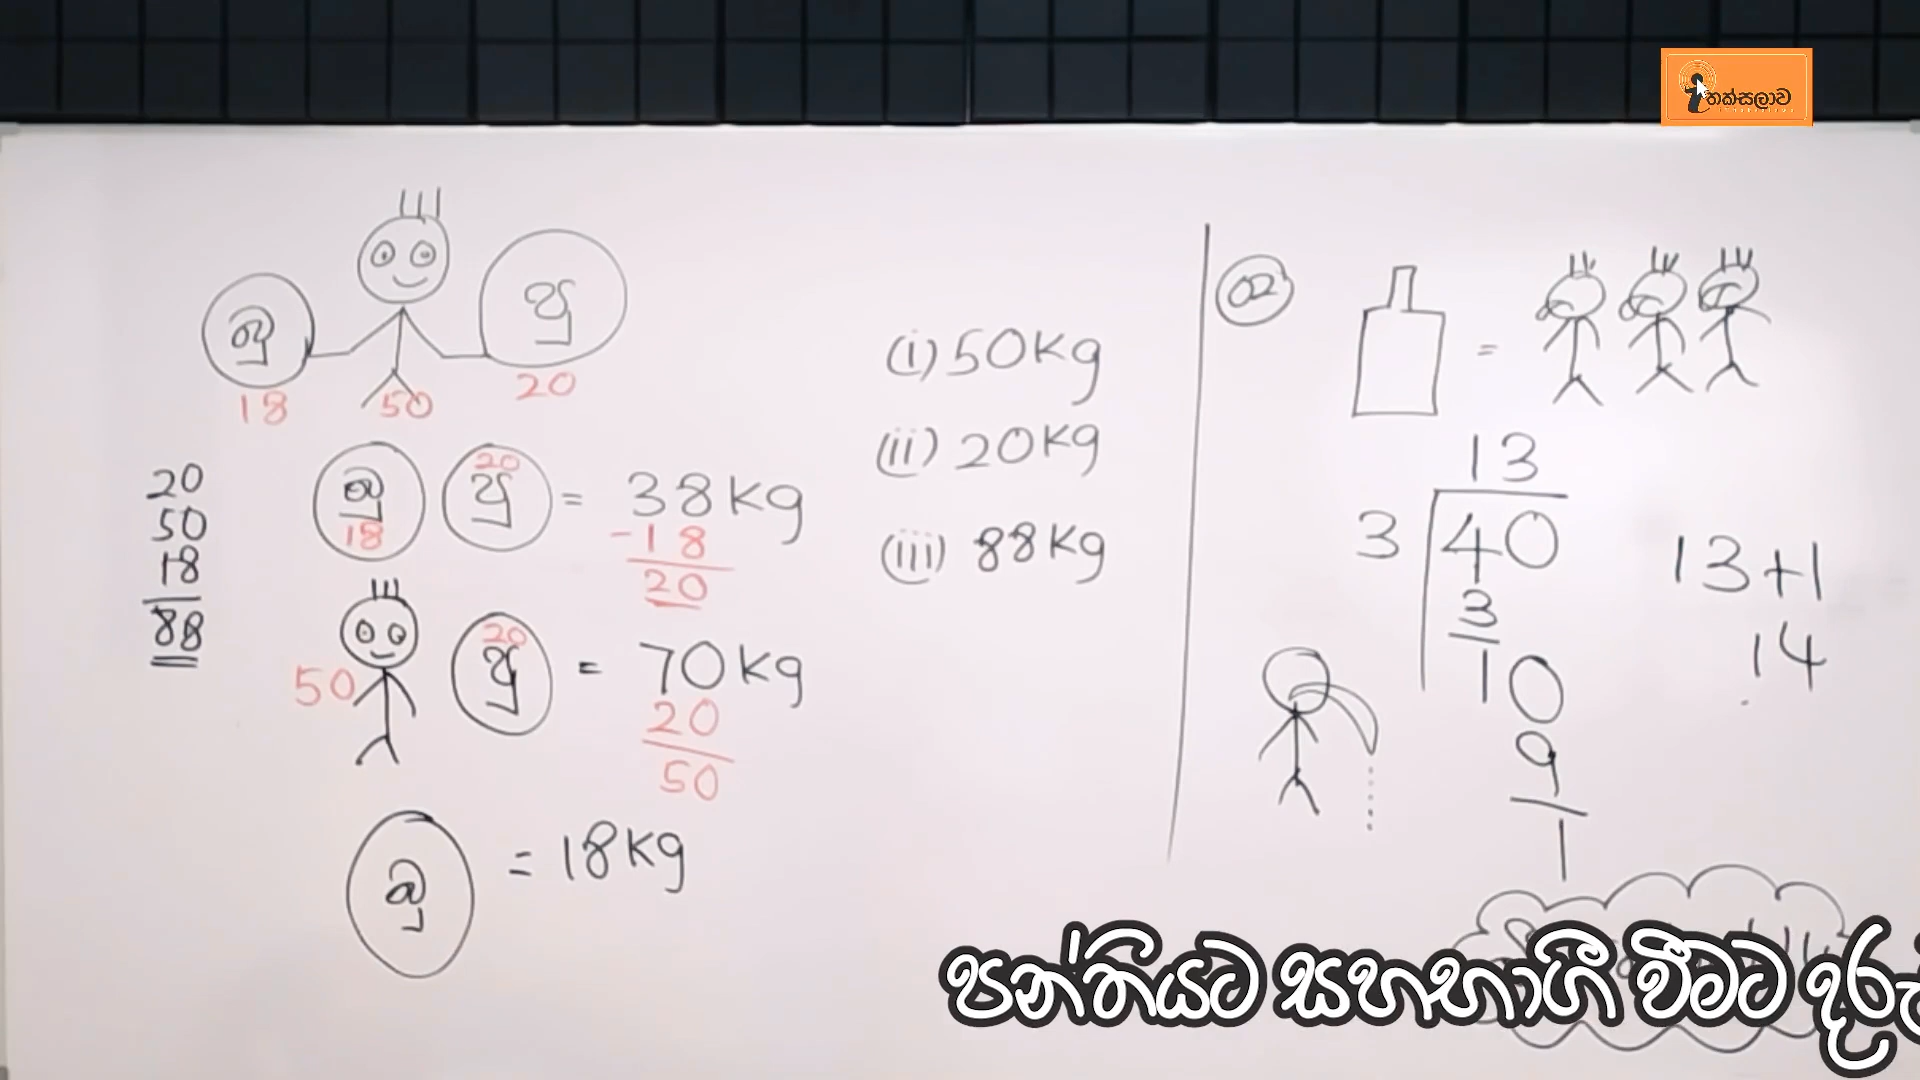 තක්සලාව
බු පු
18 50 20
20
50
18
88
බු 18 පු 20 = 38kg
-18
20
50 පු 20 = 70kg
20
50
බු = 18kg
(i) 50kg
(ii) 20kg
(iii) 88kg
02
=
13
3 40
3
10
9
1
13+1
14
පන්තියට සහභාගී වීමට